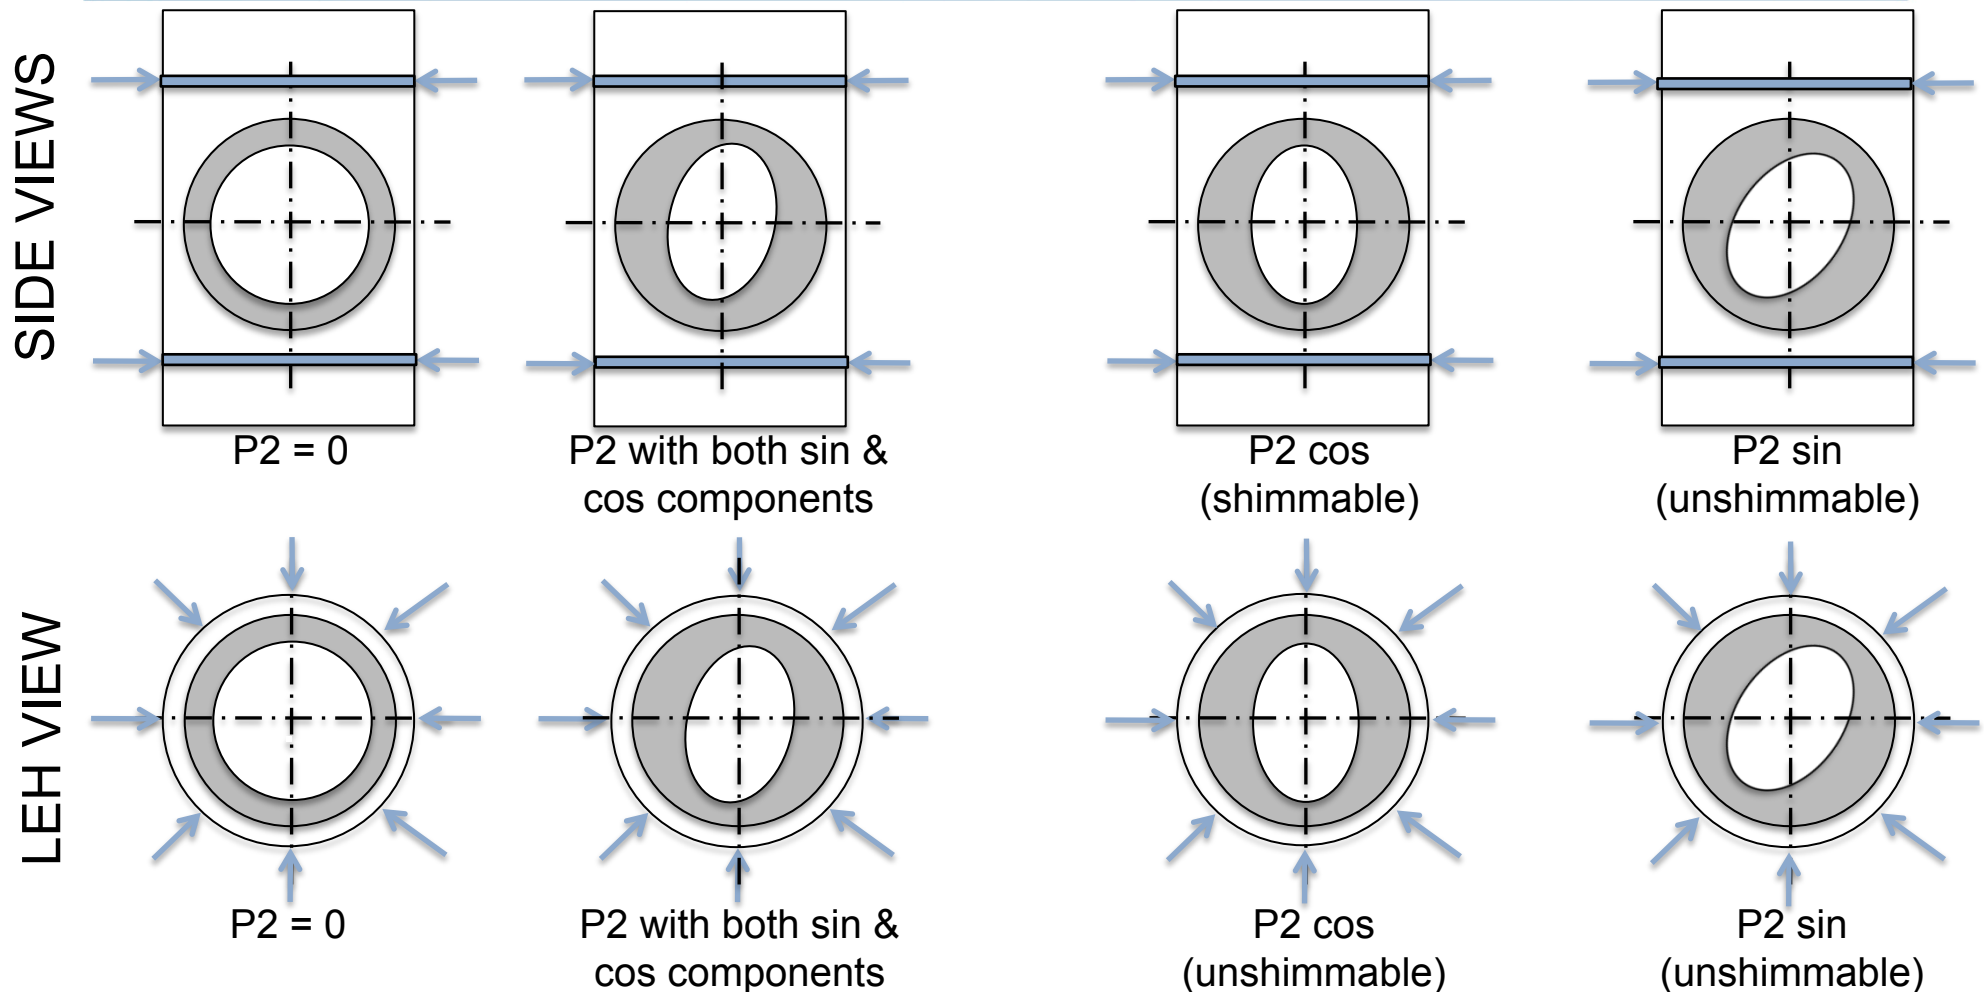 SIDE VIEWS
P2 = 0
P2 with both sin &
cos components
P2 cos
(shimmable)
P2 sin
(unshimmable)
LEH VIEW
P2 = 0
P2 with both sin &
cos components
P2 cos
(unshimmable)
P2 sin
(unshimmable)